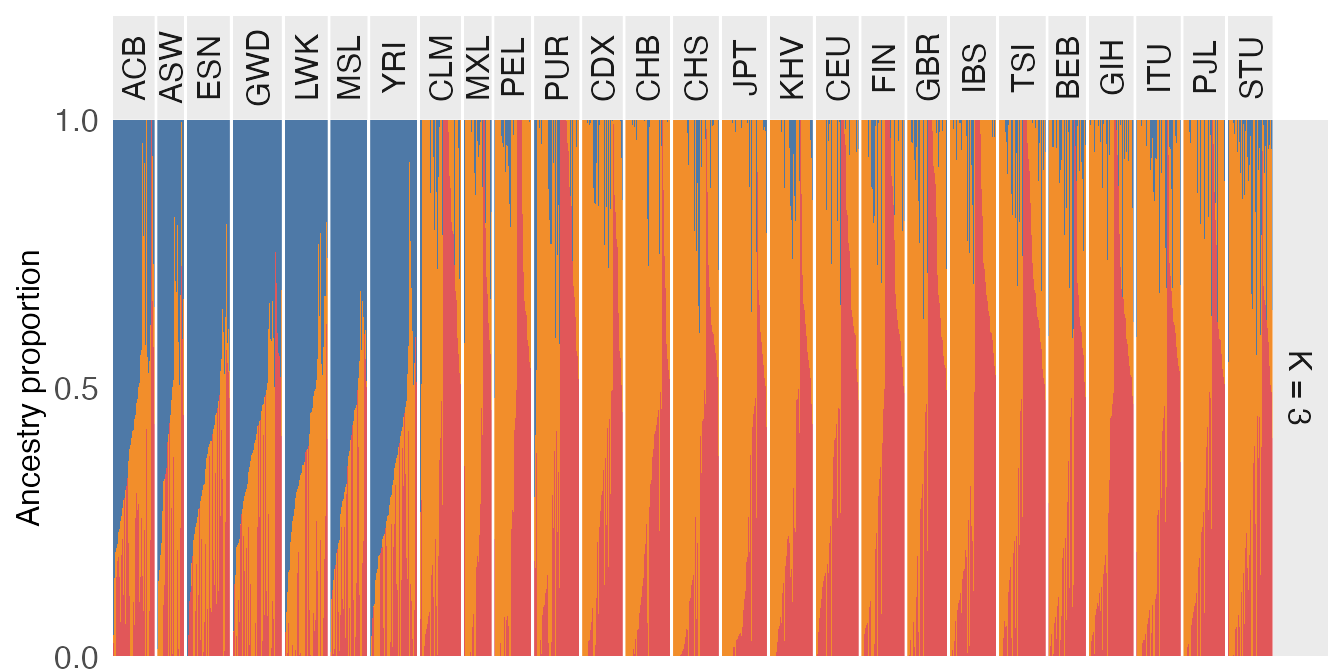 ACB ASW ESN GWD LWK MSL YRI CLM MXL PEL PUR CDX CHB CHS JPT KHV CEU FIN GBR IBS TSI BEB GIH ITU PJL STU
1.0
0.5
0.0
Ancestry proportion
K = 3